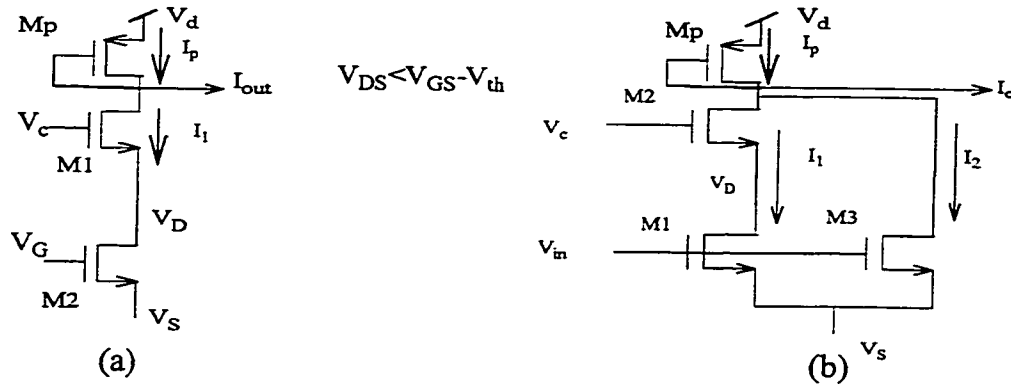 Mp
V_d
I_p
I_out
V_c
I_1
M1
V_D
V_G
M2
V_S
(a)
V_DS<V_GS-V_th
Mp
V_d
I_p
M2
V_c
I_1
I_2
V_D
M1
M3
V_in
V_S
(b)